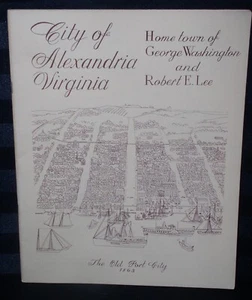 City of
Alexandria
Virginia
Home town of
George Washington
and
Robert E. Lee
The Old Port City